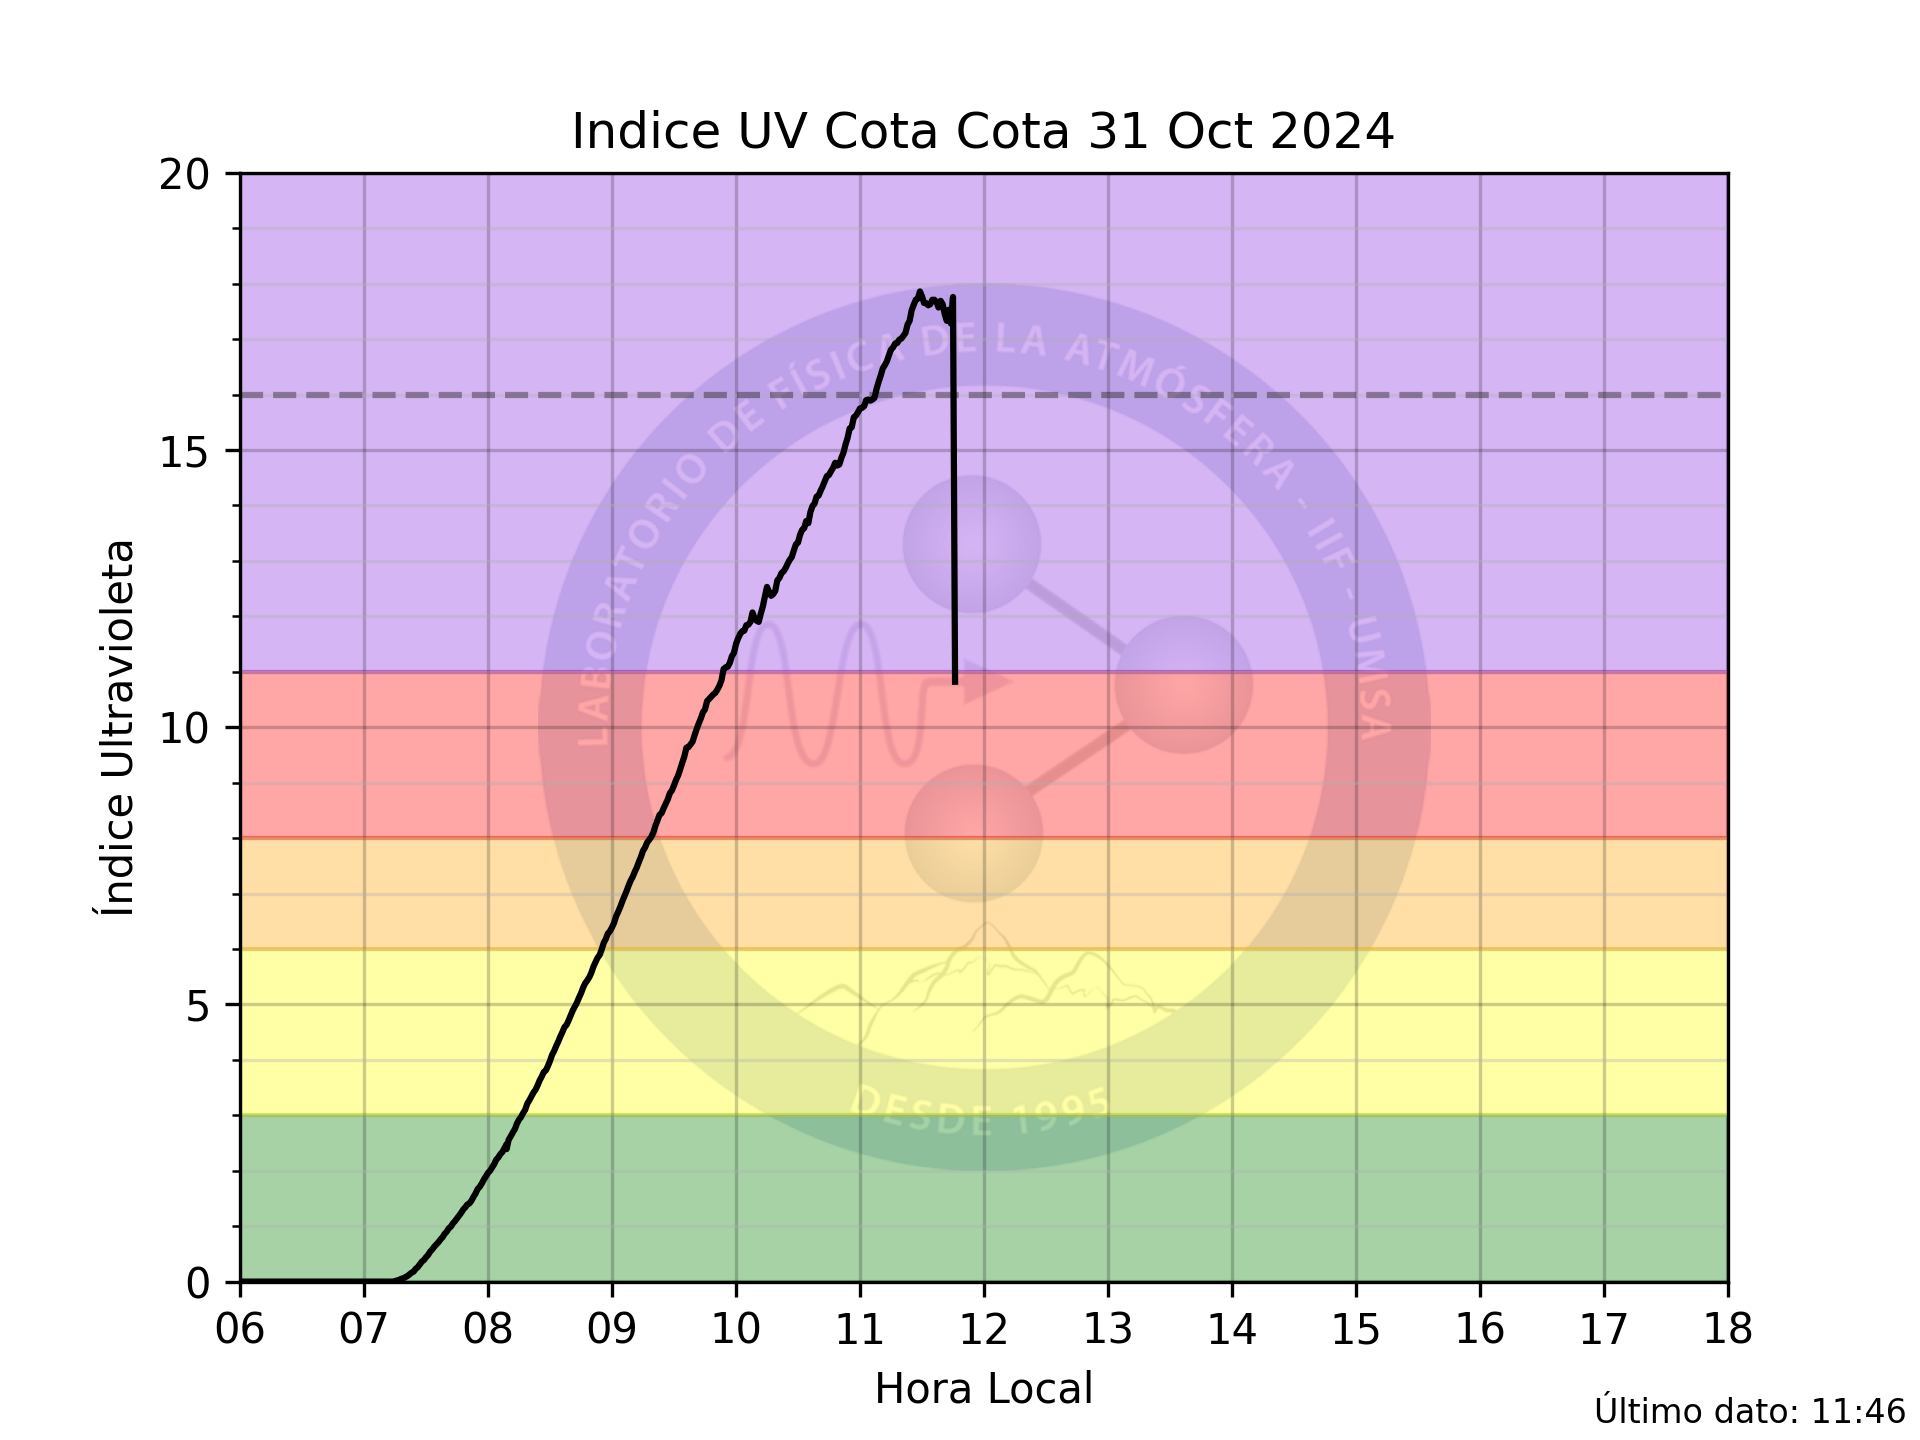 Indice UV Cota Cota 31 Oct 2024
20
15
10
5
0
Índice Ultravioleta
LABORATORIO DE FÍSICA DE LA ATMÓSFERA - IIF - UMSA
DESDE 1995
06 07 08 09 10 11 12 13 14 15 16 17 18
Hora Local
Último dato: 11:46